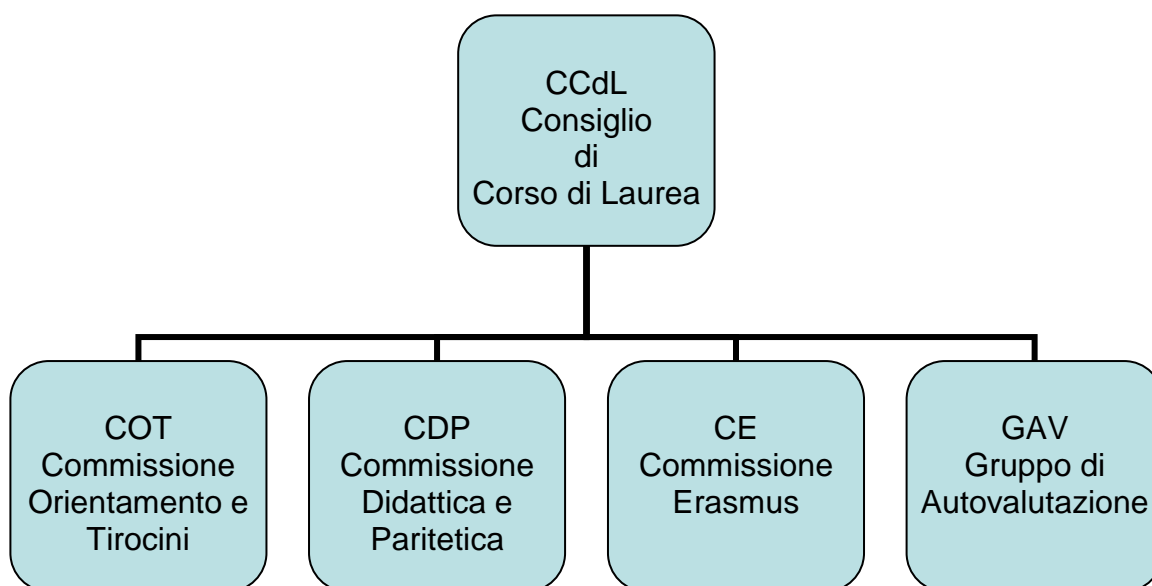 CCdL
Consiglio
di
Corso di Laurea
COT
Commissione
Orientamento e
Tirocini
CDP
Commissione
Didattica e
Paritetica
CE
Commissione
Erasmus
GAV
Gruppo di
Autovalutazione